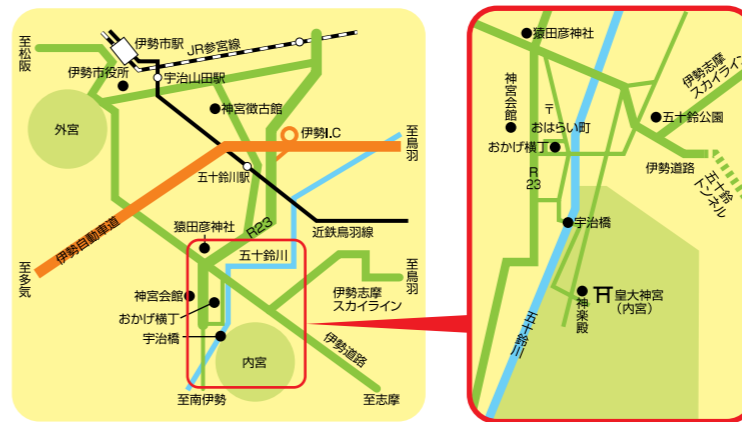 至松阪
伊勢市駅
JR参宮線
伊勢市役所
宇治山田駅
外宮
神宮徴古館
伊勢I.C
至鳥羽
五十鈴川駅
伊勢自動車道
猿田彦神社
R23
近鉄鳥羽線
至多気
五十鈴川
至鳥羽
神宮会館
伊勢志摩
スカイライン
おかげ横丁
宇治橋
内宮
伊勢道路
至南伊勢
至志摩
猿田彦神社
伊勢志摩
スカイライン
神宮会館
〒
おはらい町
五十鈴公園
おかげ横丁
R
23
伊勢道路
五十鈴
トンネル
宇治橋
皇大神宮
(内宮)
神楽殿
五十鈴川